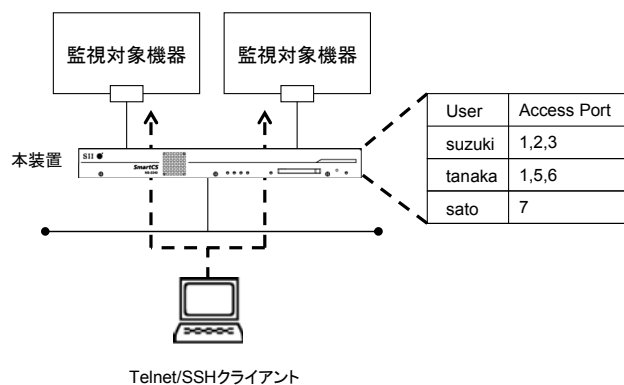 監視対象機器 監視対象機器
本装置
SII
SmartCS
User Access Port
suzuki 1,2,3
tanaka 1,5,6
sato 7
Telnet/SSHクライアント